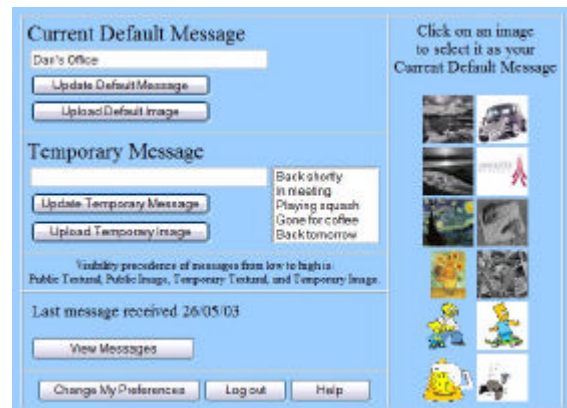 Current Default Message
Dan's Office
Update Default Message
Upload Default Image
Temporary Message
Update Temporary Message
Upload Temporary Image
Back shortly
In meeting
Playing squash
Gone for coffee
Back tomorrow
Visibility precedence of messages from low to high is:
Public Textural, Public Image, Temporary Textural, and Temporary Image.
Last message received 26/05/03
View Messages
Change My Preferences
Log out
Help
Click on an image
to select it as your
Current Default Message